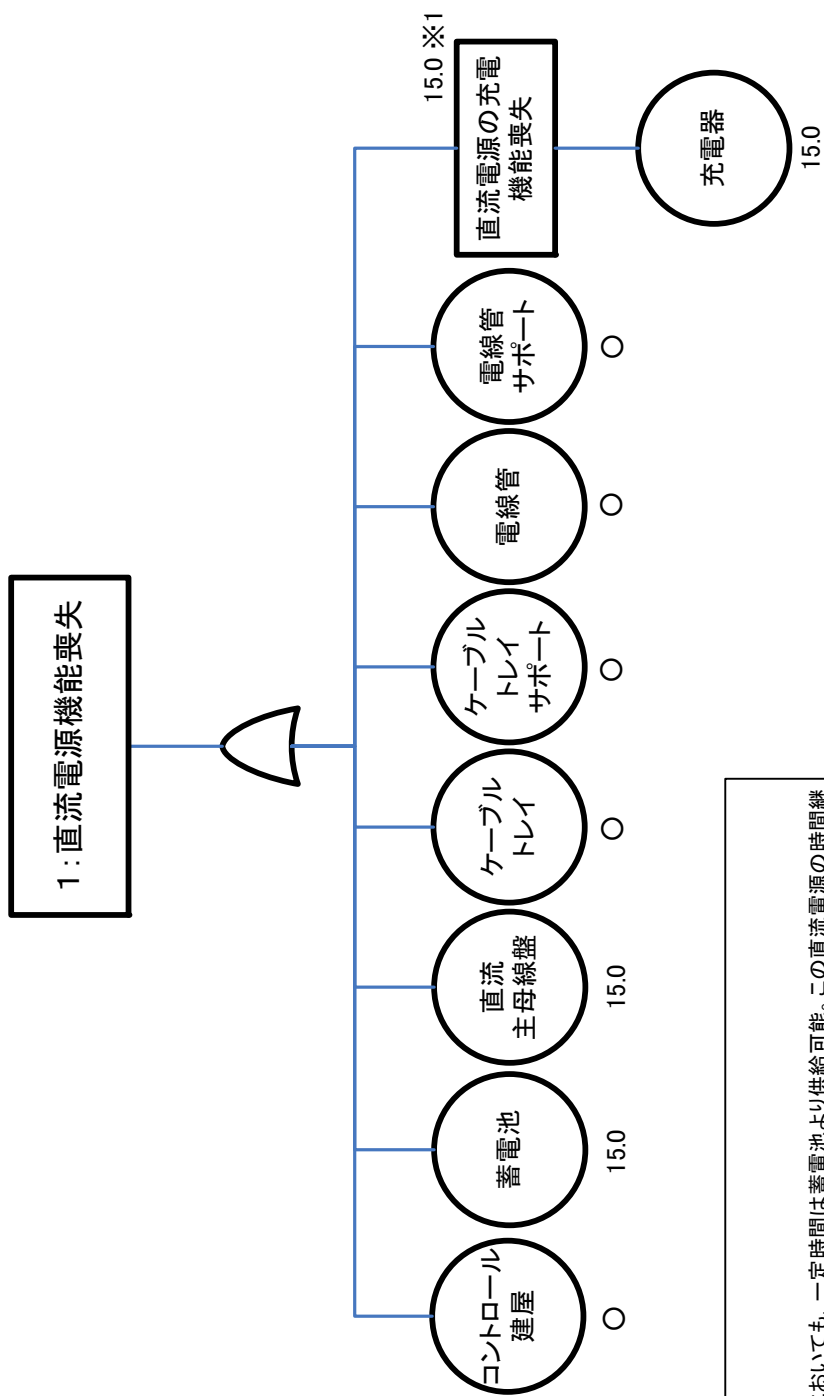 1:直流電源機能喪失
コントロール
建屋
○
蓄電池
15.0
直流
主母線盤
15.0
ケーブル
トレイ
○
ケーブル
トレイ
サポート
○
電線管
○
電線管
サポート
○
15.0 ※1
直流電源の充電
機能喪失
充電器
15.0
おいても、一定時間は蓄電池より供給可能。この直流電源の時間継